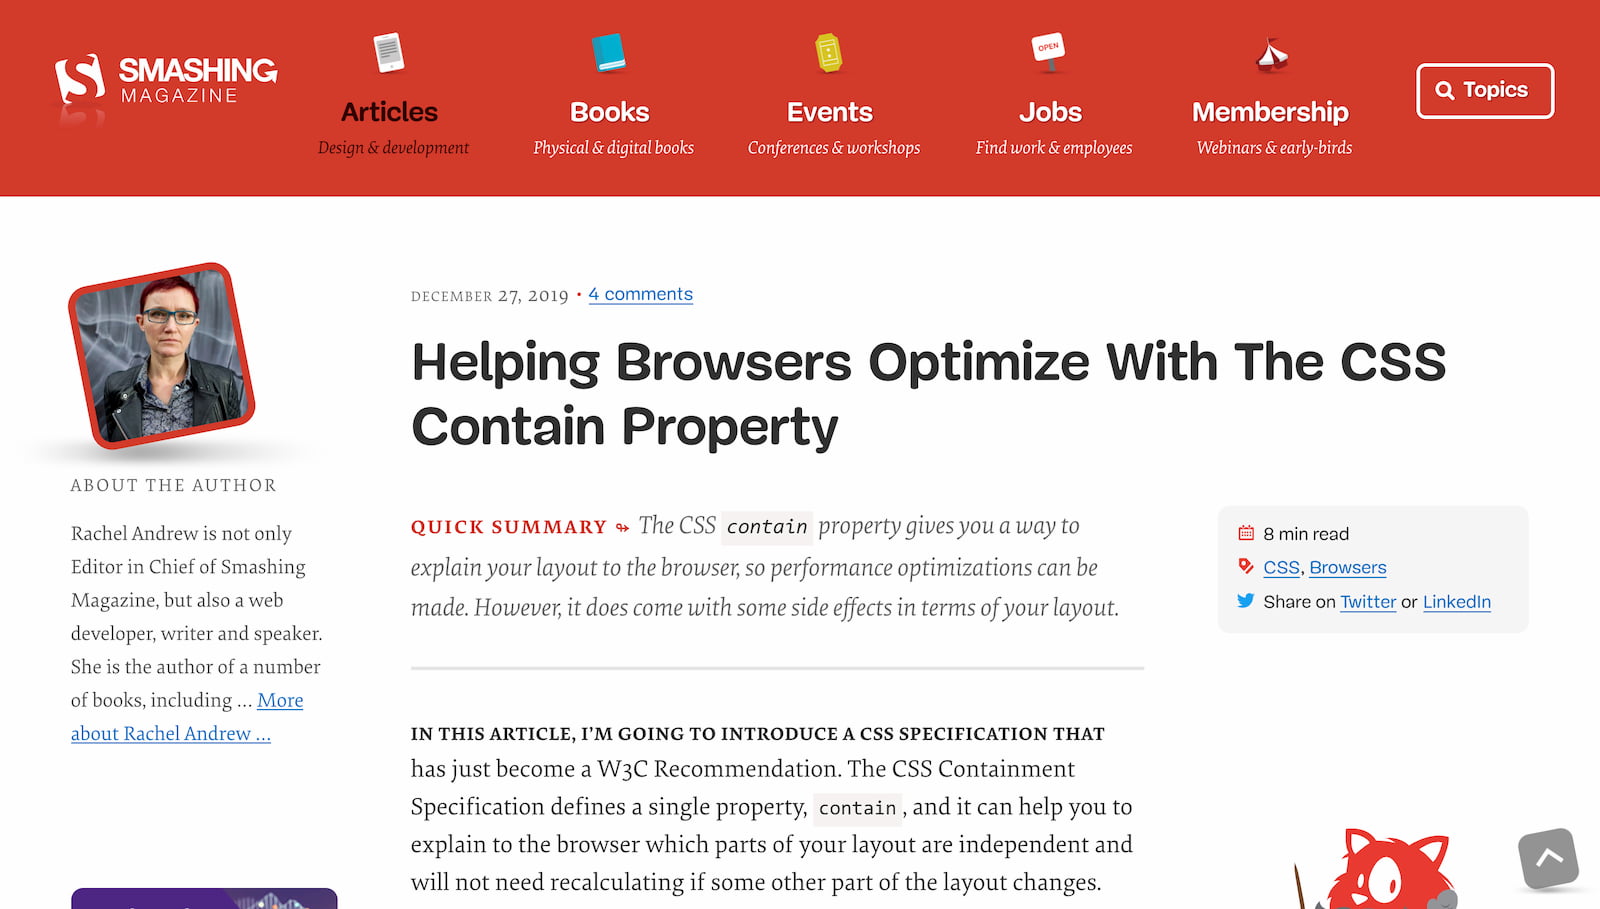 SMASHING
MAGAZINE
Articles
Design & development
Books
Physical & digital books
Events
Conferences & workshops
OPEN
Jobs
Find work & employees
Membership
Webinars & early-birds
Topics
ABOUT THE AUTHOR
Rachel Andrew is not only
Editor in Chief of Smashing
Magazine, but also a web
developer, writer and speaker.
She is the author of a number
of books, including … More
about Rachel Andrew …
DECEMBER 27, 2019 • 4 comments
Helping Browsers Optimize With The CSS
Contain Property
QUICK SUMMARY ↬ The CSS contain property gives you a way to
explain your layout to the browser, so performance optimizations can be
made. However, it does come with some side effects in terms of your layout.
8 min read
CSS, Browsers
Share on Twitter or LinkedIn
IN THIS ARTICLE, I’M GOING TO INTRODUCE A CSS SPECIFICATION THAT
has just become a W3C Recommendation. The CSS Containment
Specification defines a single property, contain, and it can help you to
explain to the browser which parts of your layout are independent and
will not need recalculating if some other part of the layout changes.